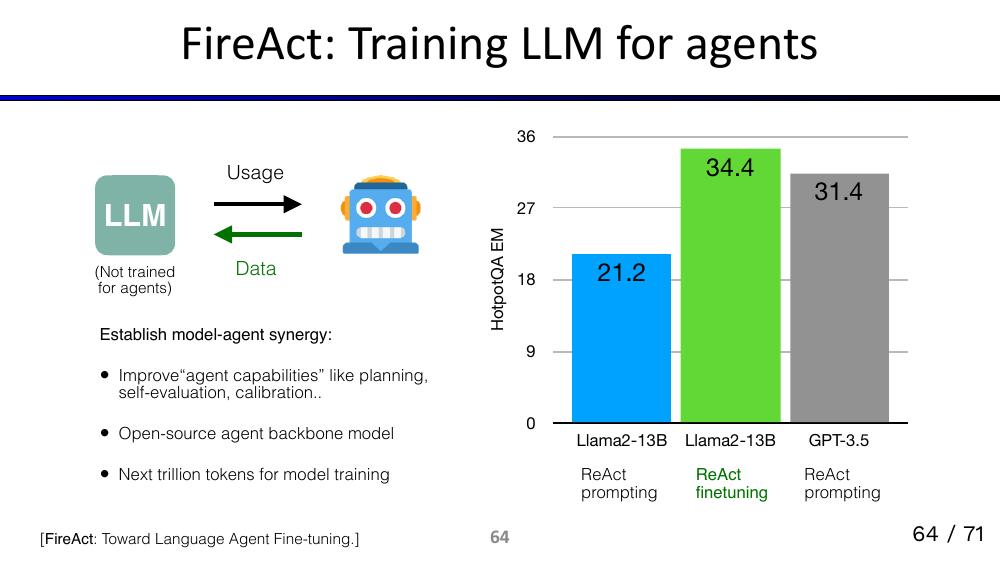 FireAct: Training LLM for agents
Usage
LLM
Data
(Not trained
for agents)
Establish model-agent synergy:
• Improve“agent capabilities” like planning,
self-evaluation, calibration..
• Open-source agent backbone model
• Next trillion tokens for model training
HotpotQA EM
36
27
18
9
0
21.2
34.4
31.4
Llama2-13B Llama2-13B GPT-3.5
ReAct
prompting
ReAct
finetuning
ReAct
prompting
[FireAct: Toward Language Agent Fine-tuning.]
64
64 / 71